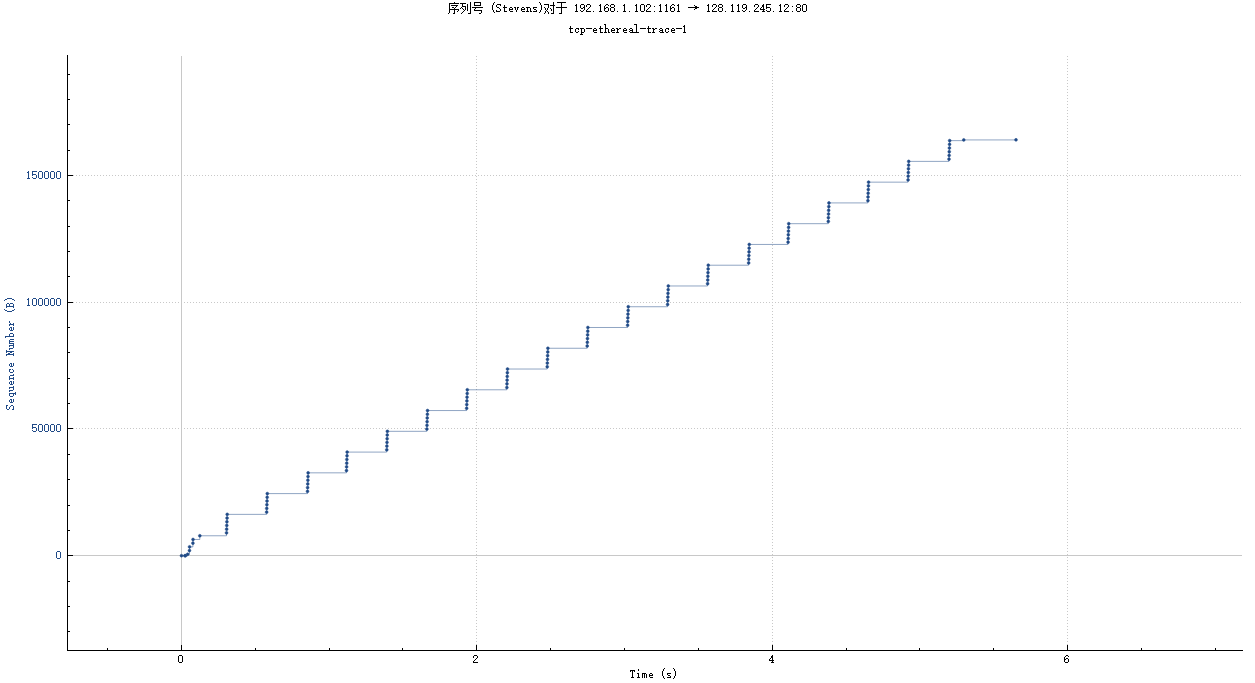 序列号 (Stevens)对于 192.168.1.102:1161 → 128.119.245.12:80
tcp-ethereal-trace-1
Sequence Number (B)
150000
100000
50000
0
0
2
4
6
Time (s)